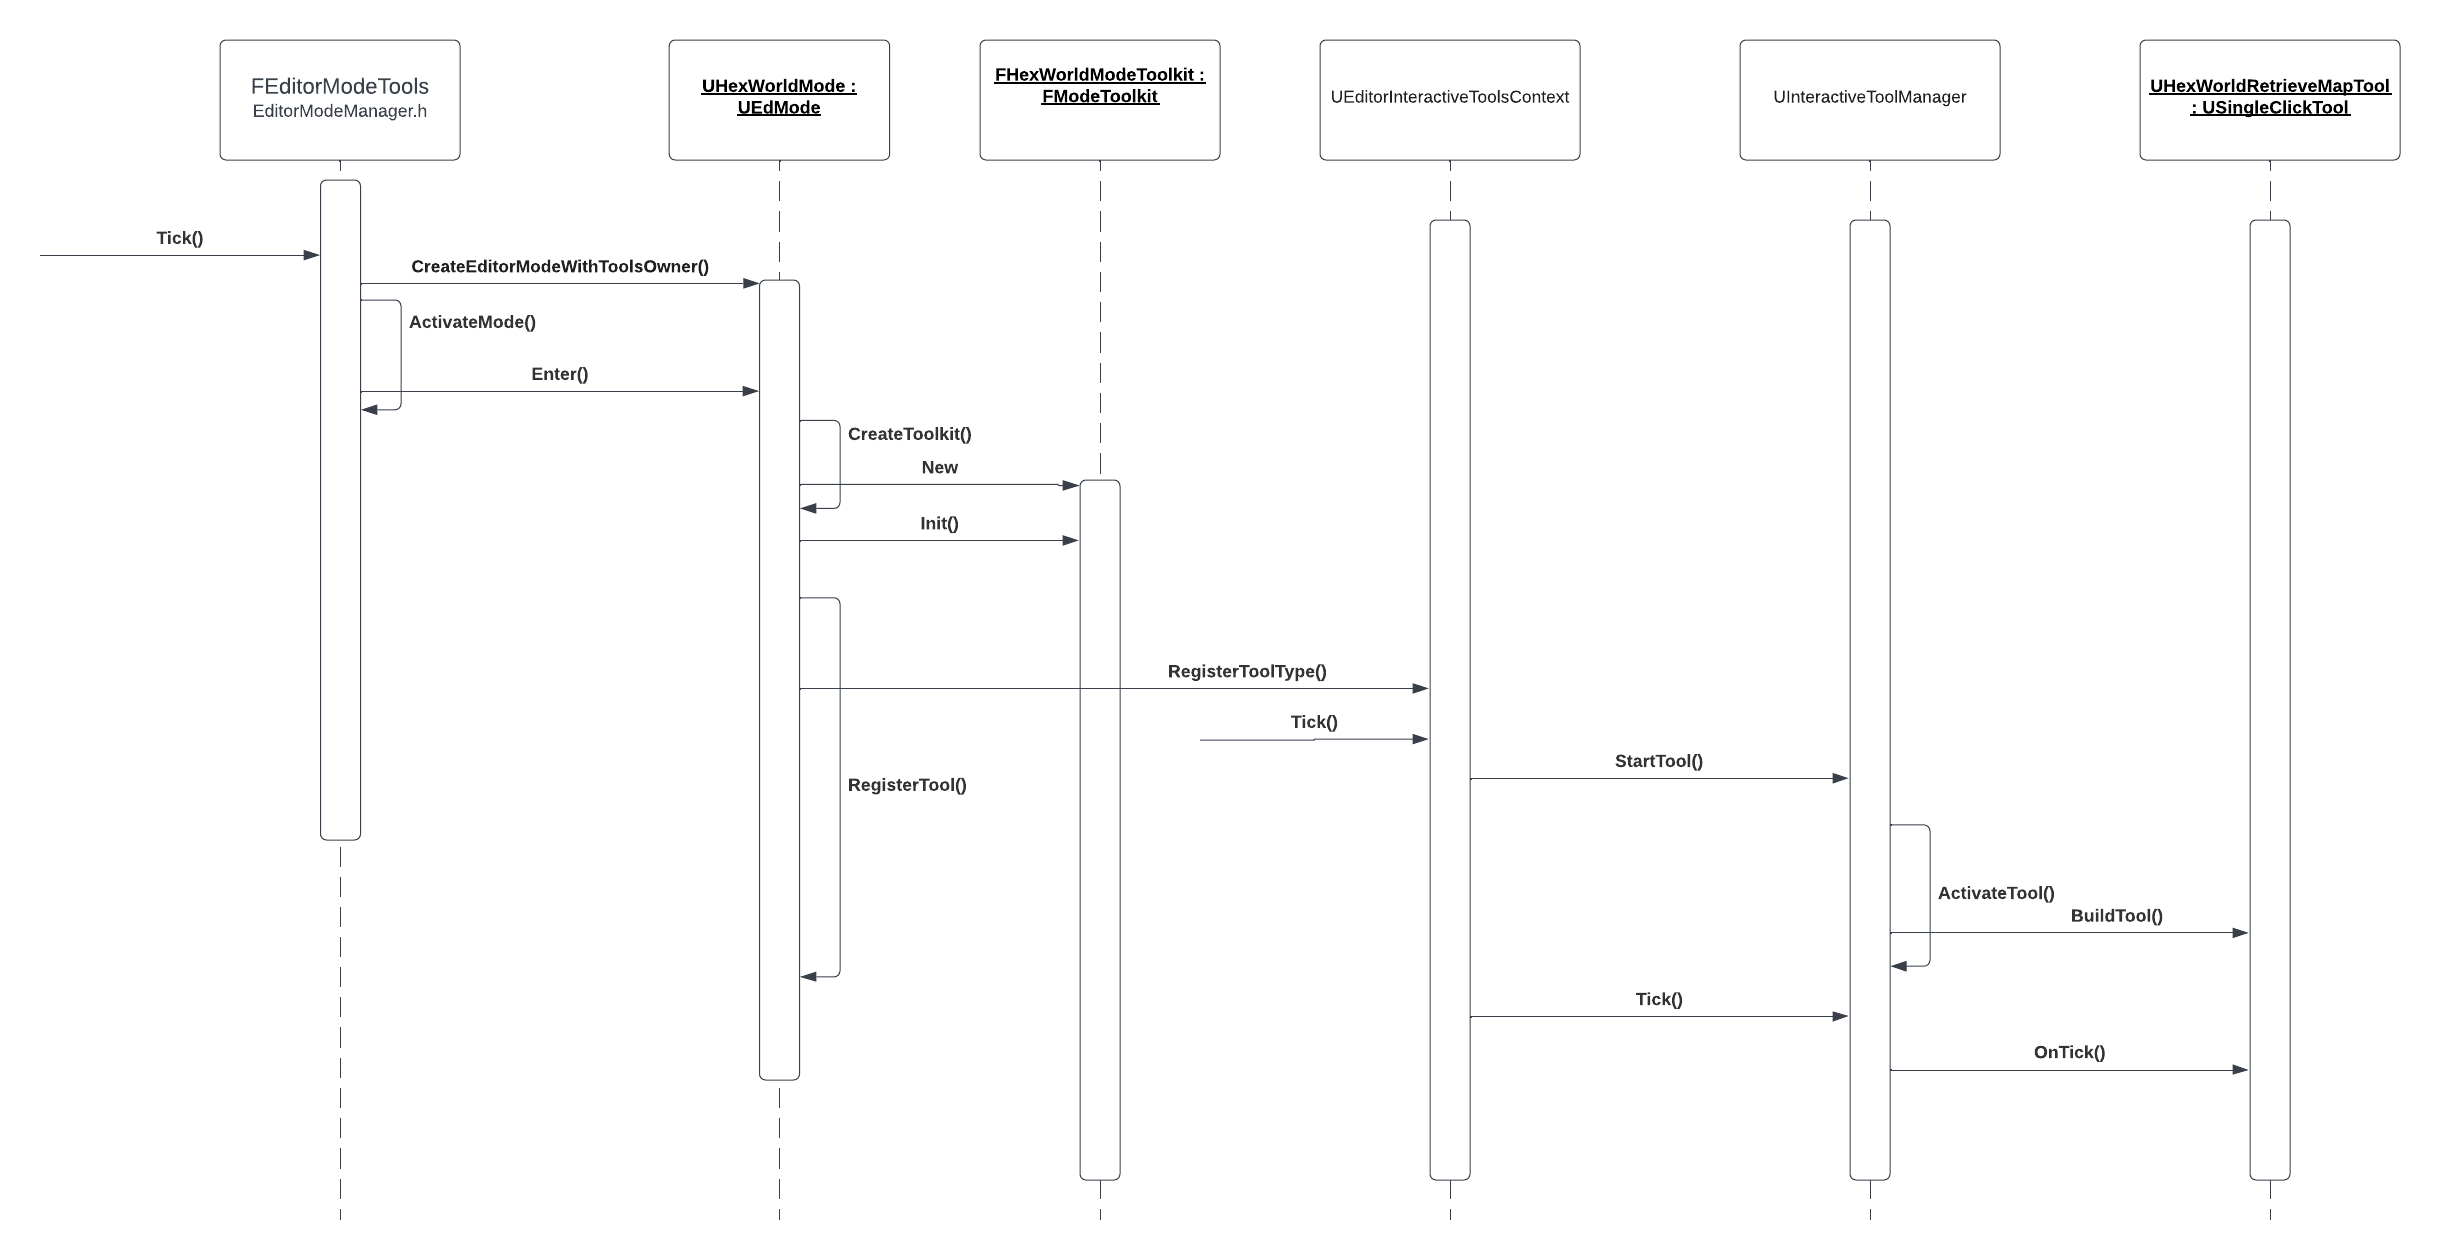 FEditorModeTools
EditorModeManager.h
UHexWorldMode :
UEdMode
FHexWorldModeToolkit :
FModeToolkit
UEditorInteractiveToolsContext
UInteractiveToolManager
UHexWorldRetrieveMapTool
: USingleClickTool
Tick()
CreateEditorModeWithToolsOwner()
ActivateMode()
Enter()
CreateToolkit()
New
Init()
RegisterToolType()
Tick()
StartTool()
RegisterTool()
ActivateTool()
BuildTool()
Tick()
OnTick()